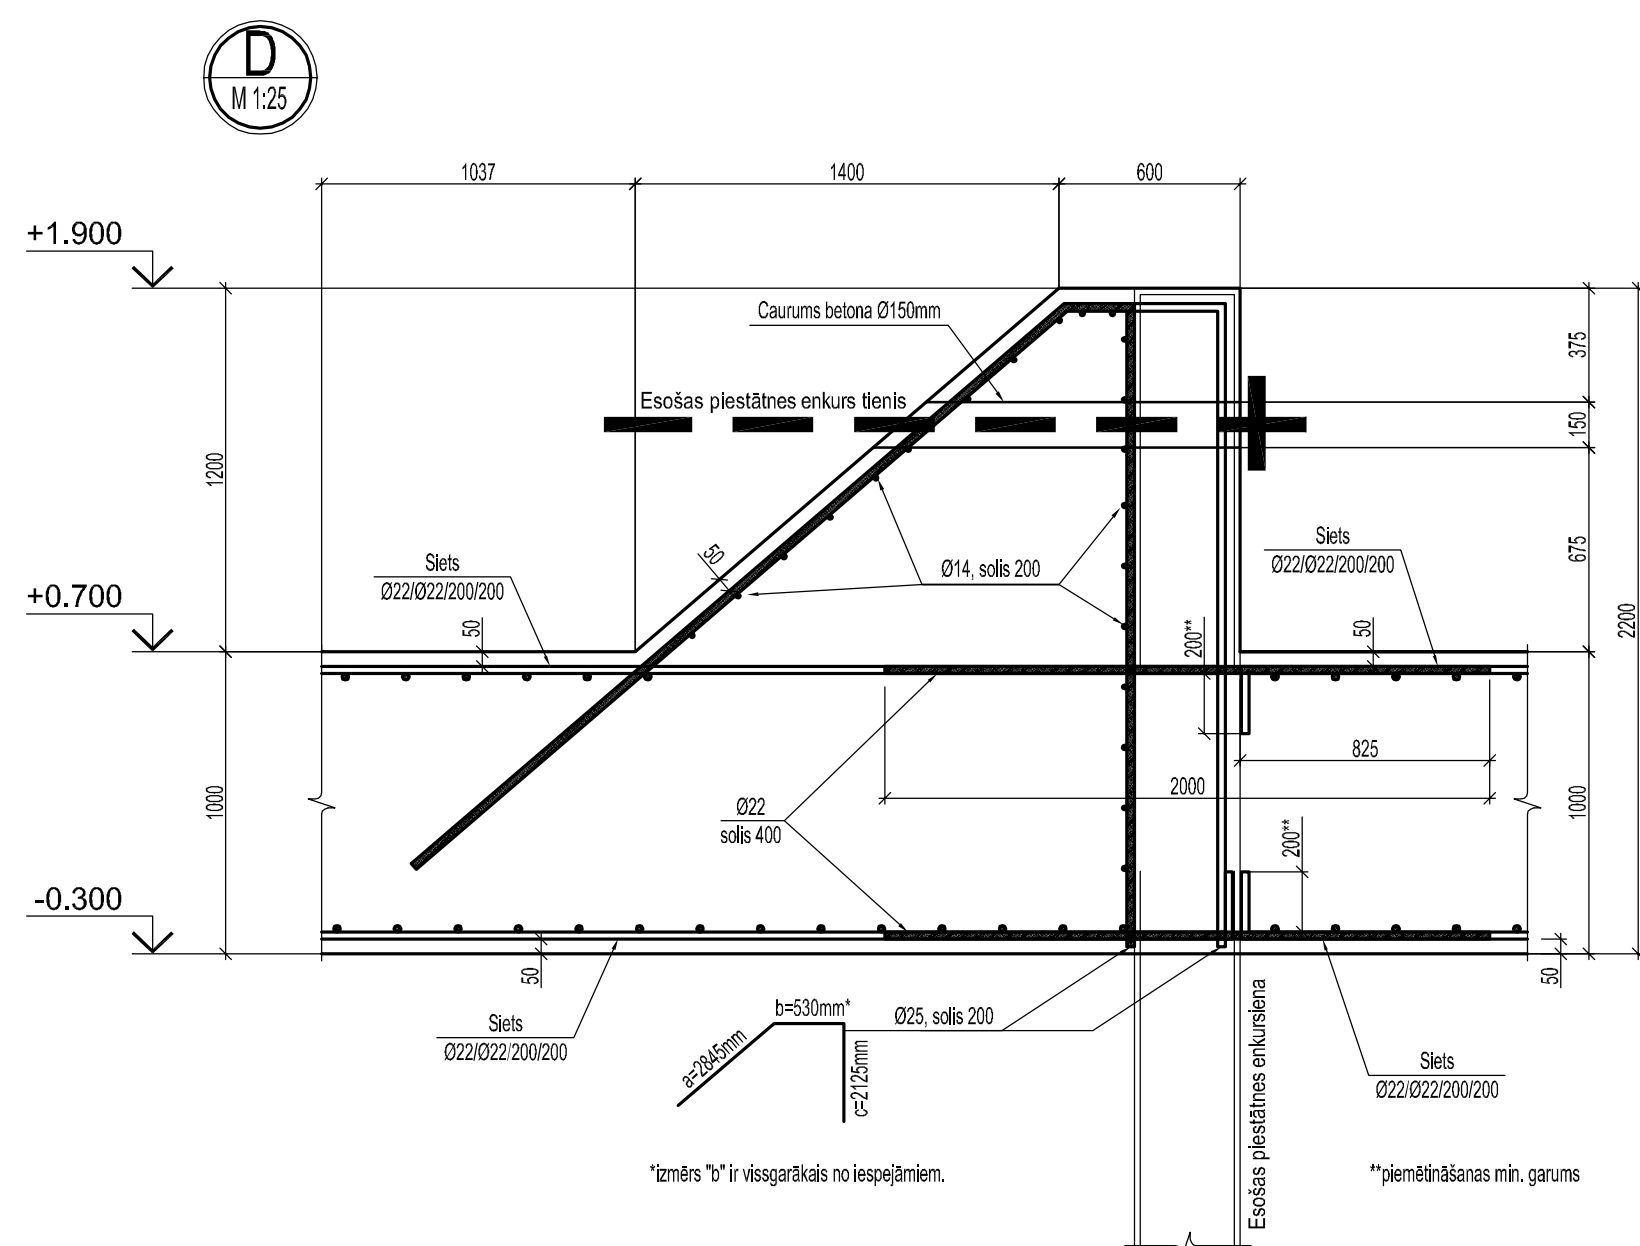 D
M 1:25
1037
1400
600
+1.900
Caurums betona Ø150mm
375
Esošas piestātnes enkurs tienis
150
1200
50
Ø14, solis 200
Siets
Ø22/Ø22/200/200
Siets
Ø22/Ø22/200/200
675
+0.700
50
200**
50
2200
825
2000
1000
Ø22
solis 400
200**
1000
-0.300
50
50
Siets
Ø22/Ø22/200/200
b=530mm*
a=2845mm
c=2125mm
Ø25, solis 200
Esošas piestātnes enkursiena
Siets
Ø22/Ø22/200/200
*izmērs "b" ir vissgarākais no iespejāmiem.
**piemētināšanas min. garums